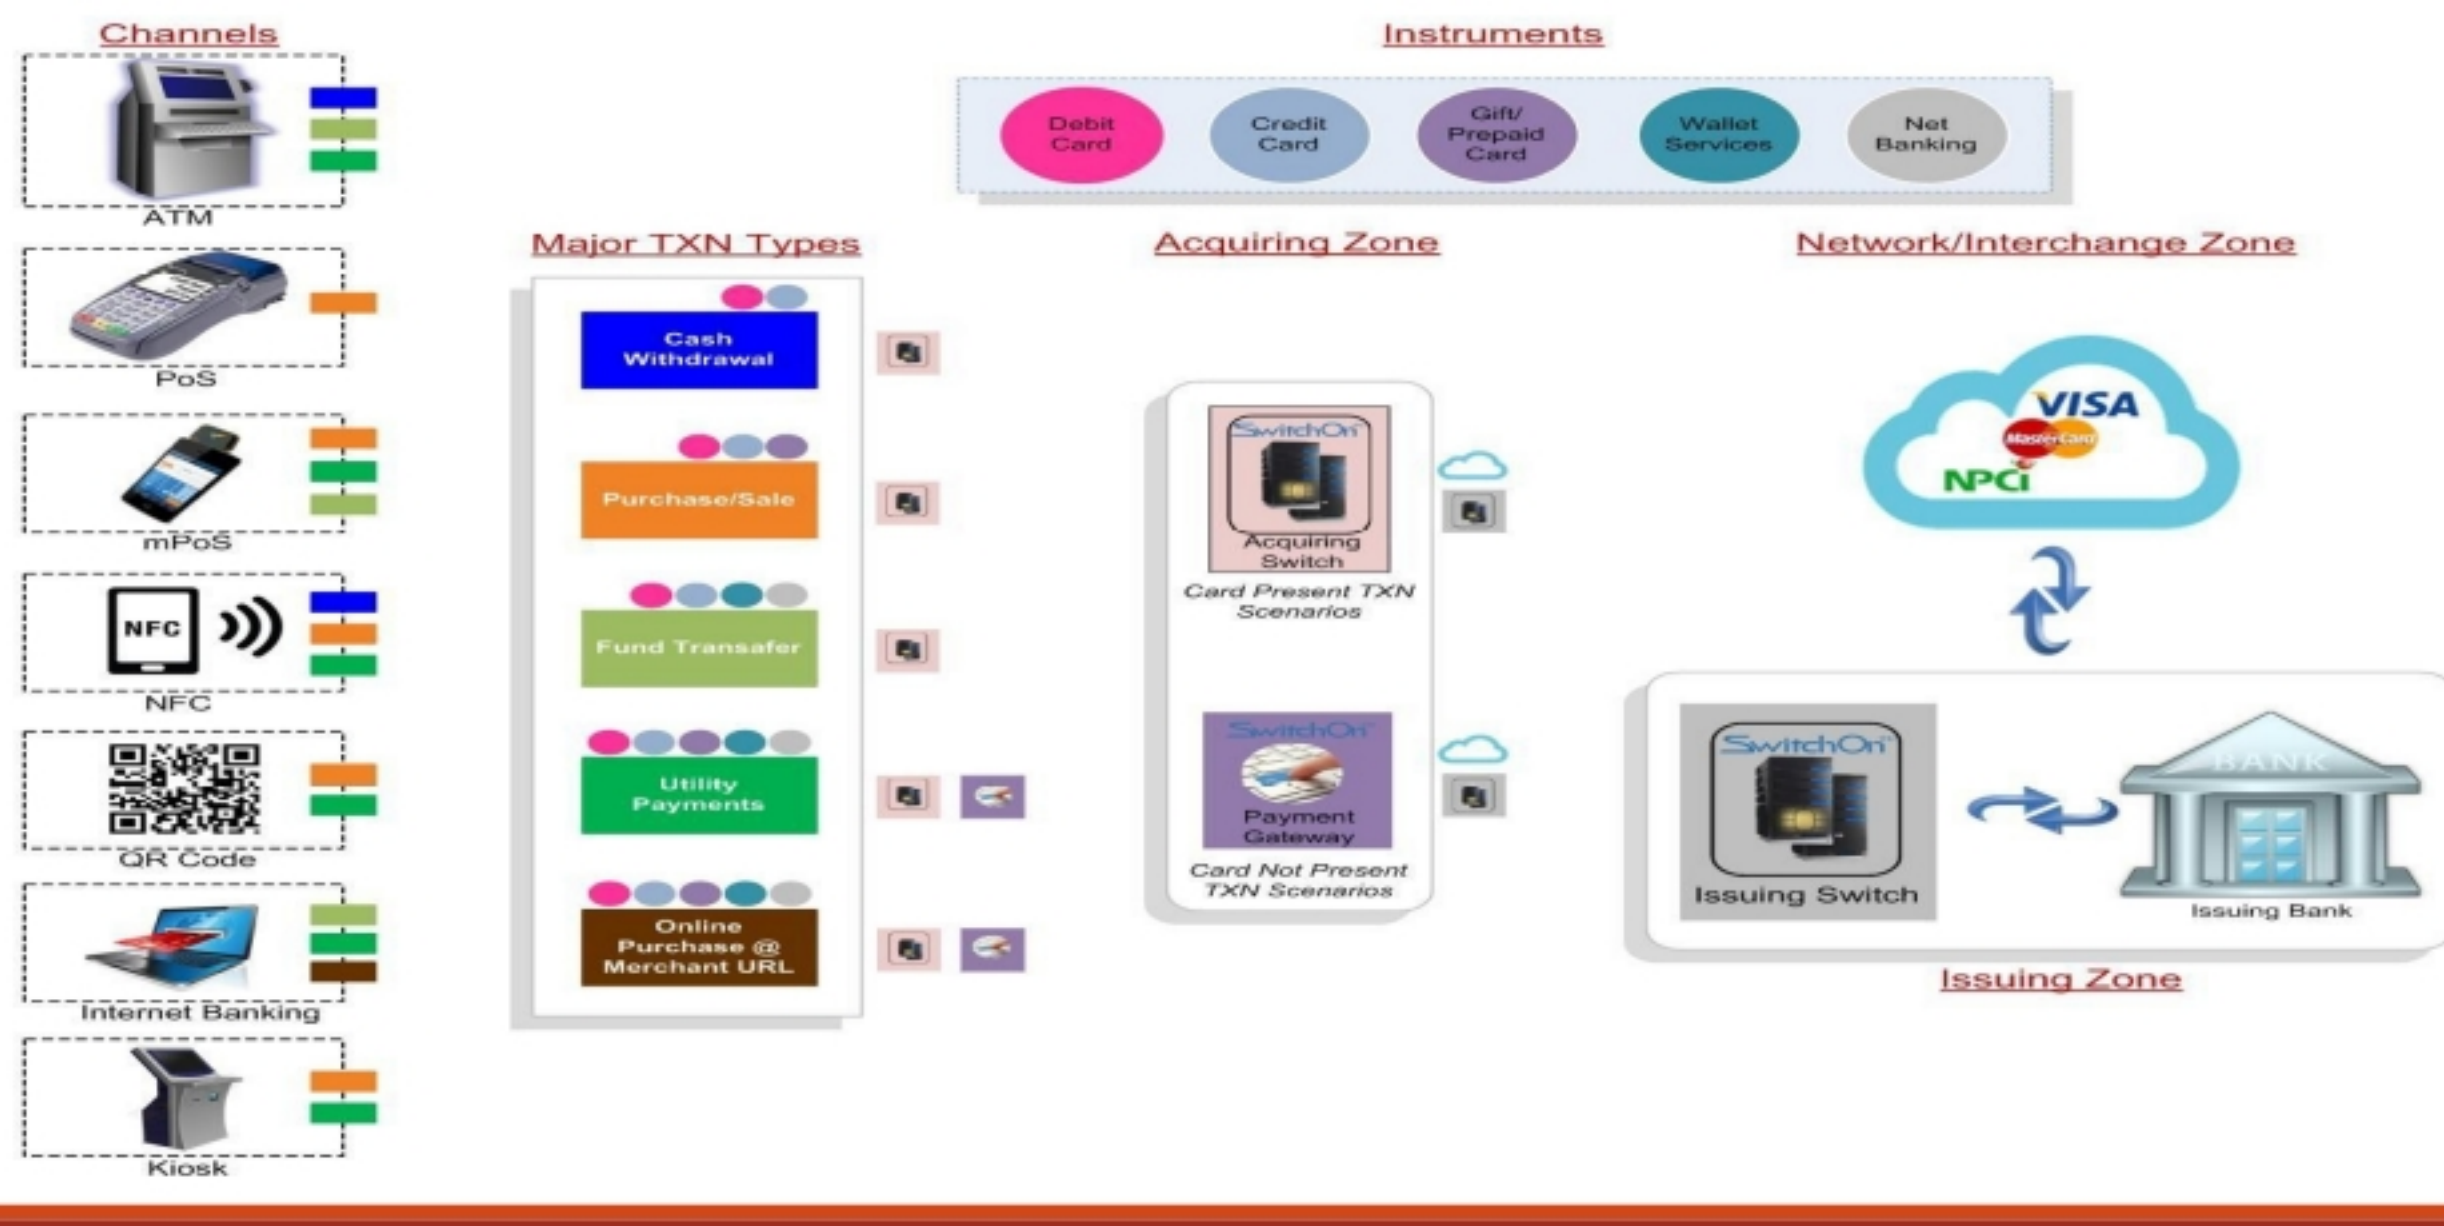 Channels
ATM
PoS
mPoS
NFC
NFC
QR Code
Internet Banking
Kiosk
Instruments
Debit
Card
Credit
Card
Gift/
Prepaid
Card
Wallet
Services
Net
Banking
Major TXN Types
Cash
Withdrawal
Purchase/Sale
Fund Transafer
Utility
Payments
Online
Purchase @
Merchant URL
Acquiring Zone
SwitchOn
Acquiring
Switch
Card Present TXN
Scenarios
SwitchOn
Payment
Gateway
Card Not Present
TXN Scenarios
Network/Interchange Zone
VISA
MasterCard
NPCi
SwitchOn
Issuing Switch
BANK
Issuing Bank
Issuing Zone